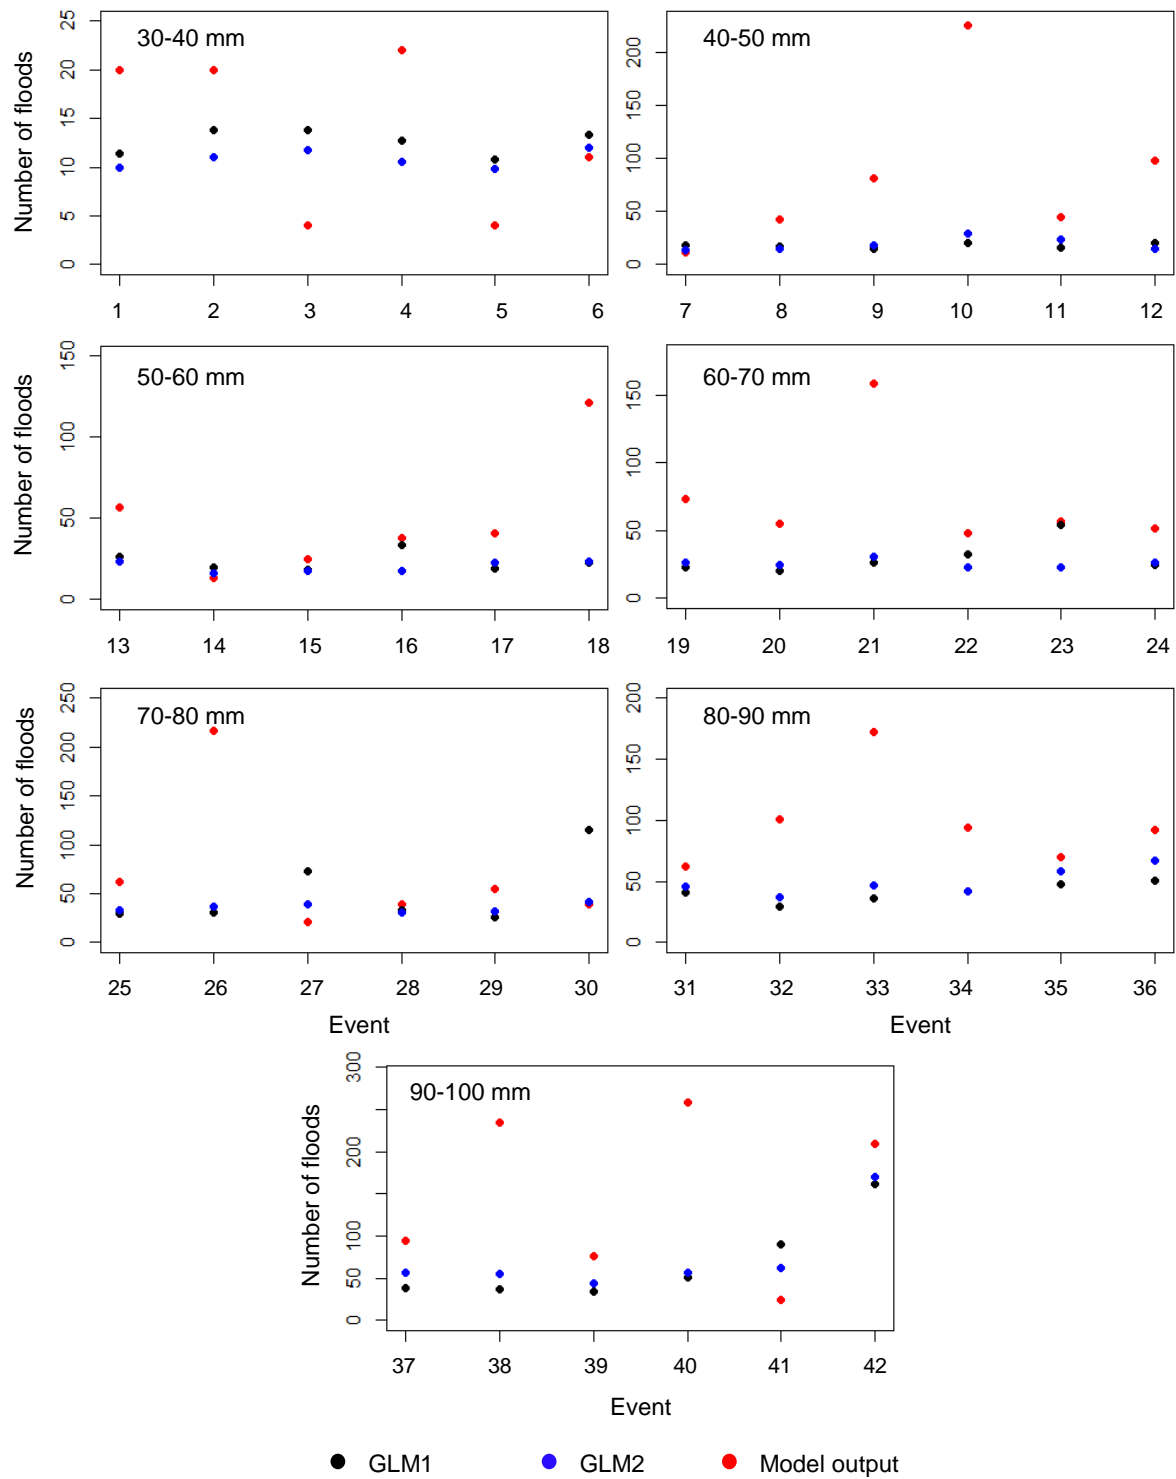 30-40 mm
Number of floods
0 5 10 15 20 25
1 2 3 4 5 6
40-50 mm
0 50 100 150 200
7 8 9 10 11 12
50-60 mm
Number of floods
0 50 100 150
13 14 15 16 17 18
60-70 mm
0 50 100 150
19 20 21 22 23 24
70-80 mm
Number of floods
0 50 100 150 200 250
25 26 27 28 29 30
Event
80-90 mm
0 50 100 150 200
31 32 33 34 35 36
Event
90-100 mm
Number of floods
0 50 100 200 300
37 38 39 40 41 42
Event
GLM1 GLM2 Model output